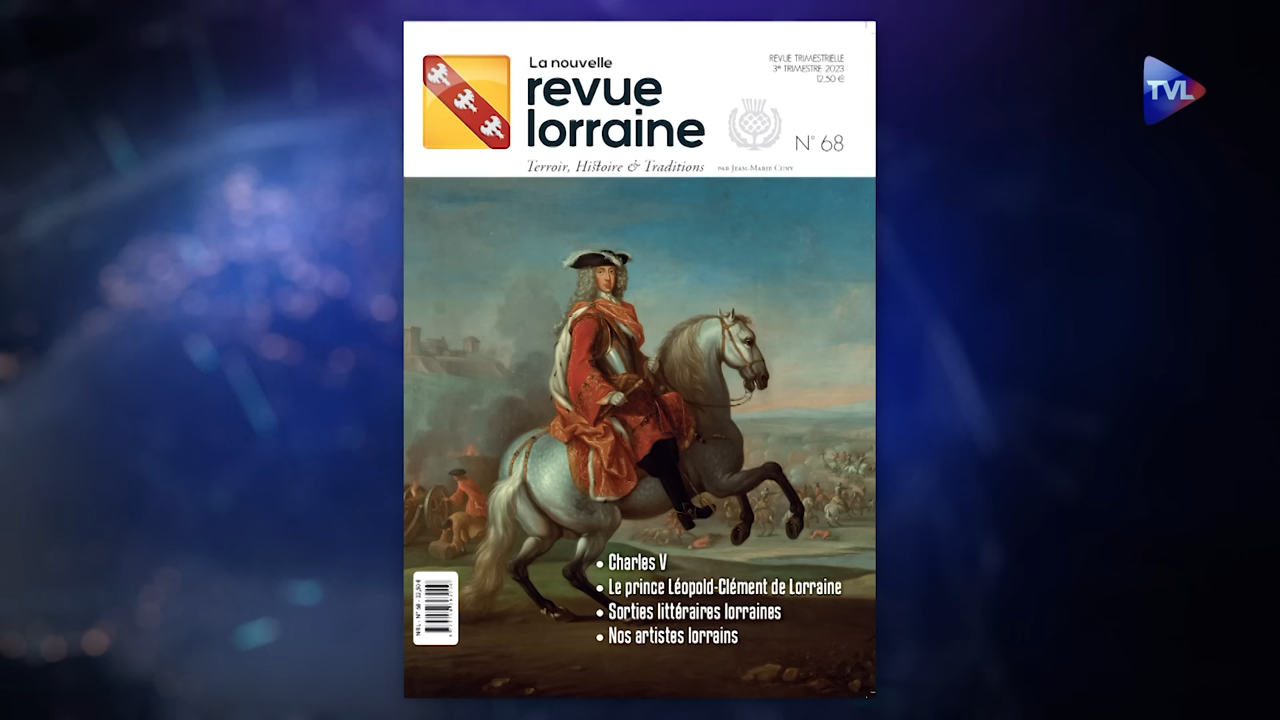 La nouvelle
revue
lorraine
Terroir, Histoire & Traditions
PAR JEAN-MARIE CUNY
REVUE TRIMESTRIELLE
3e TRIMESTRE 2023
12,50 €
N° 68
TVL
• Charles V
• Le prince Léopold-Clément de Lorraine
• Sorties littéraires lorraines
• Nos artistes lorrains